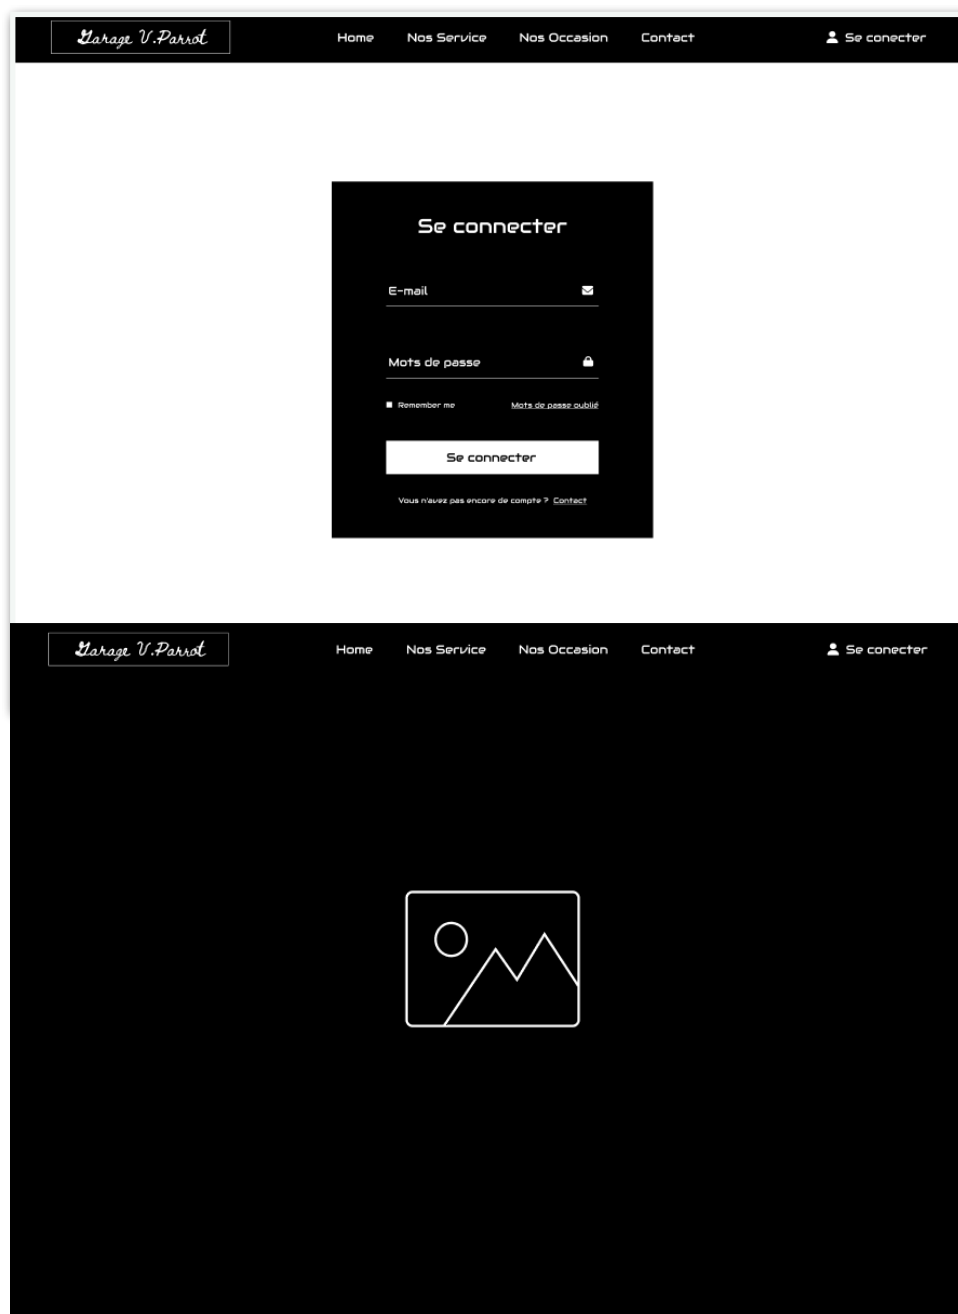 Garage V.Parrot Home Nos Service Nos Occasion Contact Se conecter
Se connecter
E-mail
Mots de passe
Remember me Mots de passe oublié
Se connecter
Vous n'avez pas encore de compte ? Contact
Garage V.Parrot Home Nos Service Nos Occasion Contact Se conecter